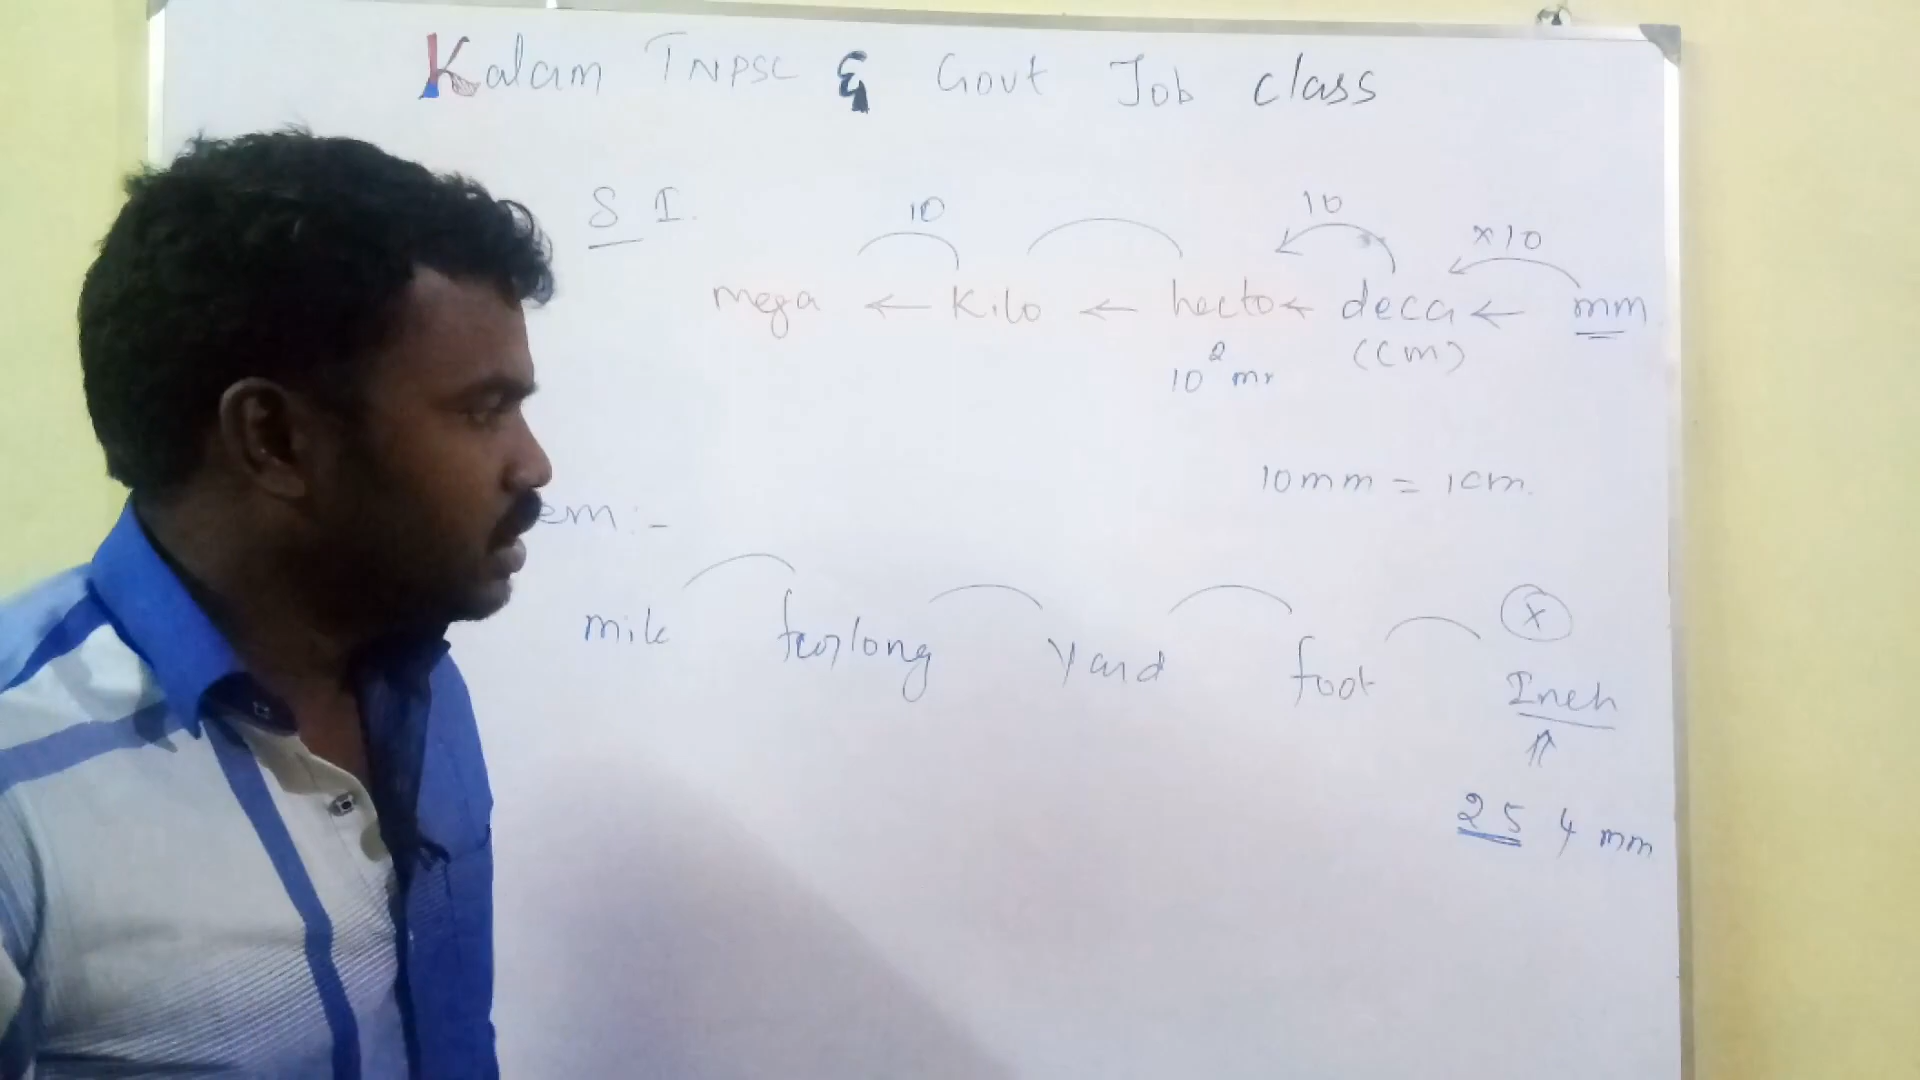 Kalam TNPSC & Govt Job class
S I.
10 10 ×10
mega ← Kilo ← hecto ← deca ← mm
(cm)
10² mr
10mm = 1cm.
em :-
x
mile furlong yard foot Inch
25 4 mm